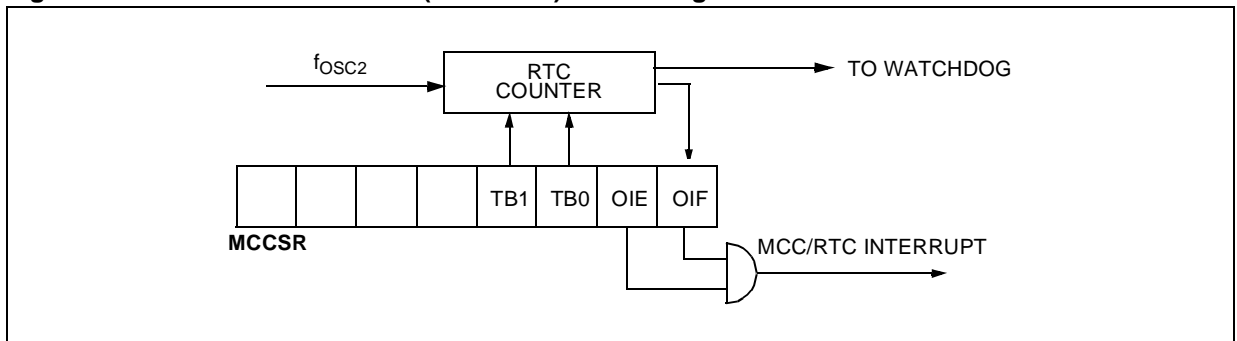 fOSC2
RTC
COUNTER
TO WATCHDOG
TB1 TB0 OIE OIF
MCCSR
MCC/RTC INTERRUPT